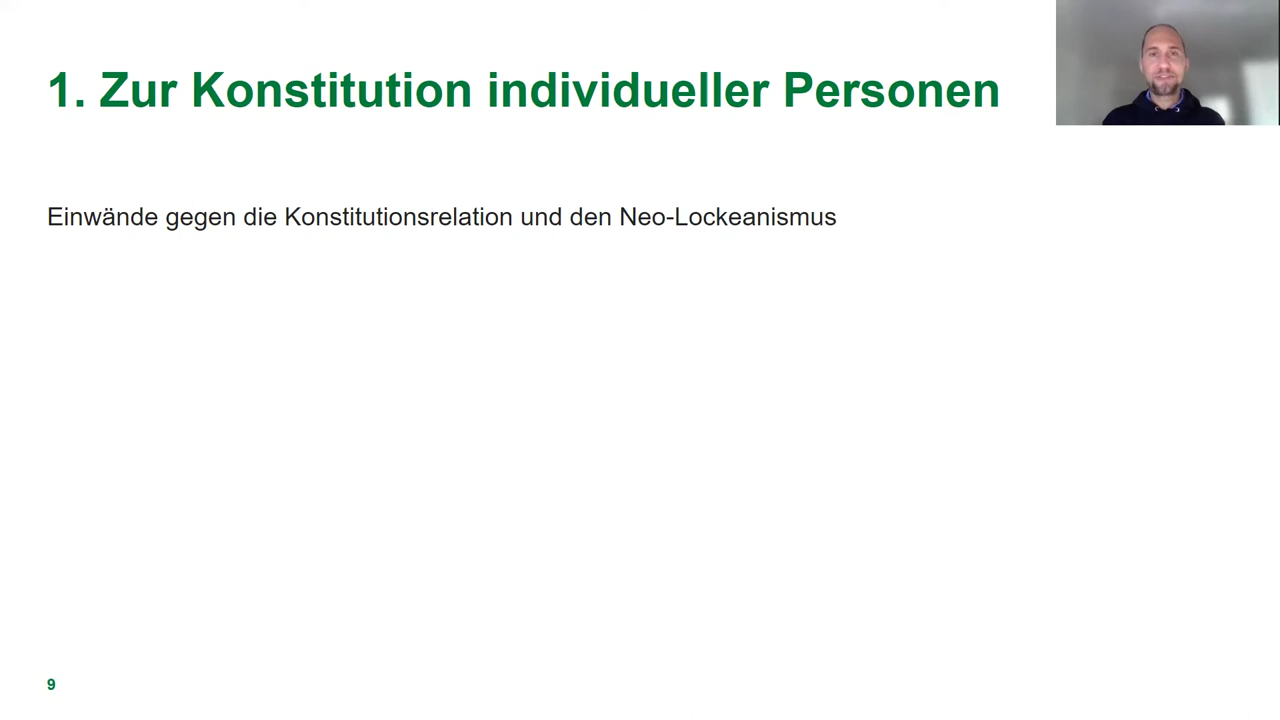 1. Zur Konstitution individueller Personen
Einwände gegen die Konstitutionsrelation und den Neo-Lockeanismus
9